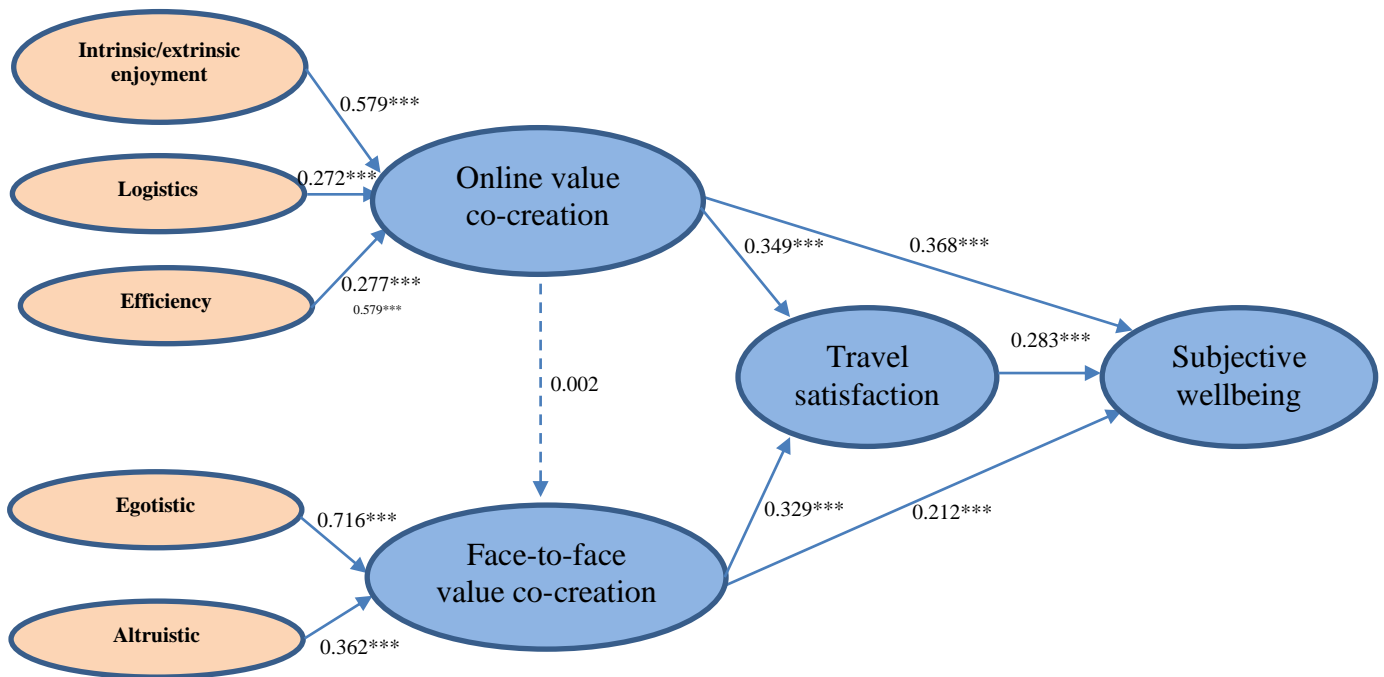 Intrinsic/extrinsic
enjoyment
0.579***
Logistics
0.272***
Online value
co-creation
Efficiency
0.277***
0.579***
0.349***
0.368***
0.002
Travel
satisfaction
0.283***
Subjective
wellbeing
Egotistic
0.716***
Face-to-face
value co-creation
0.329***
0.212***
Altruistic
0.362***